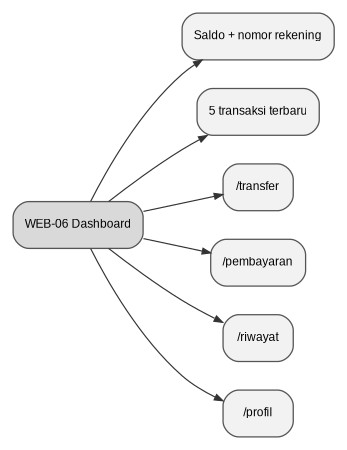 Saldo + nomor rekening
5 transaksi terbaru
/transfer
WEB-06 Dashboard
/pembayaran
/riwayat
/profil